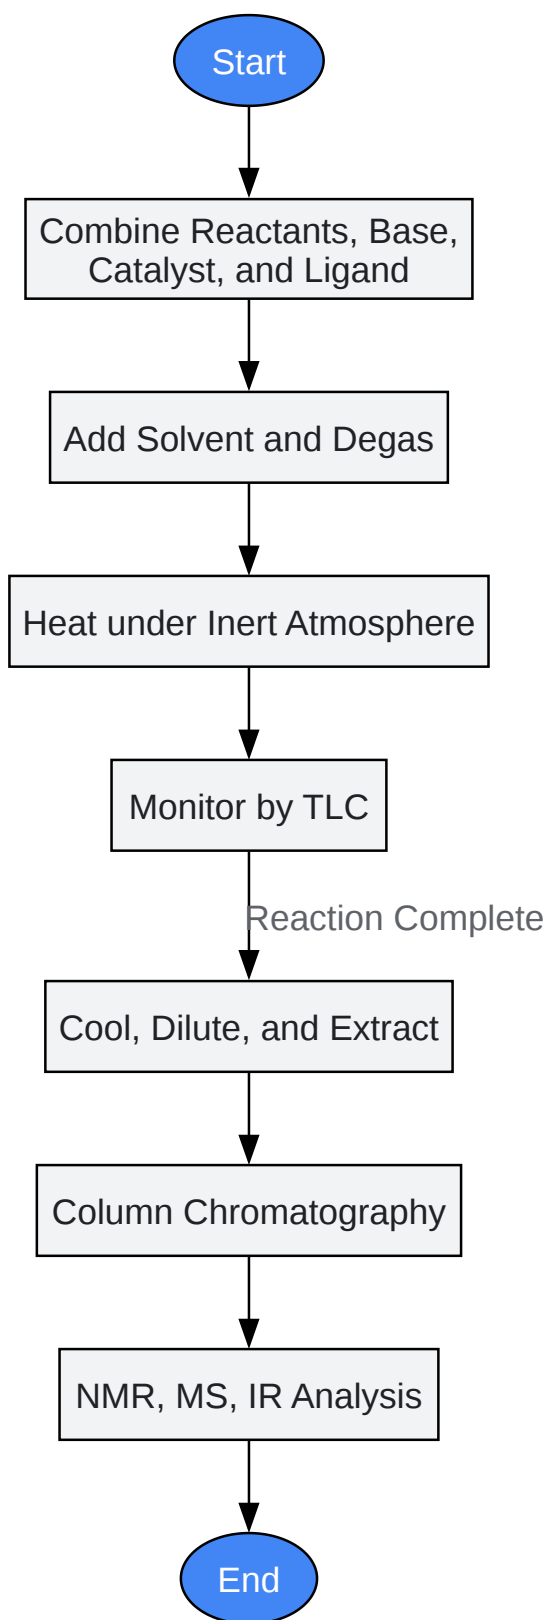 Start
Combine Reactants, Base,
Catalyst, and Ligand
Add Solvent and Degas
Heat under Inert Atmosphere
Monitor by TLC
Reaction Complete
Cool, Dilute, and Extract
Column Chromatography
NMR, MS, IR Analysis
End